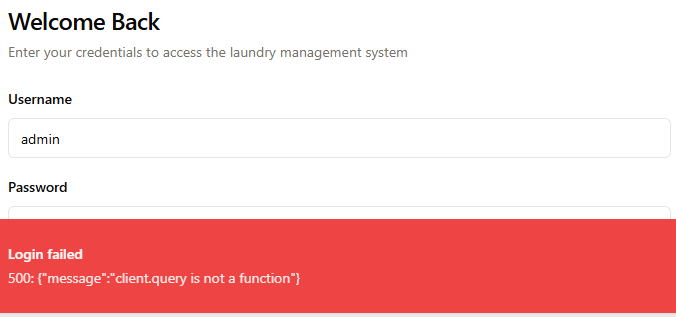 Welcome Back
Enter your credentials to access the laundry management system
Username
admin
Password
Login failed
500: {"message":"client.query is not a function"}